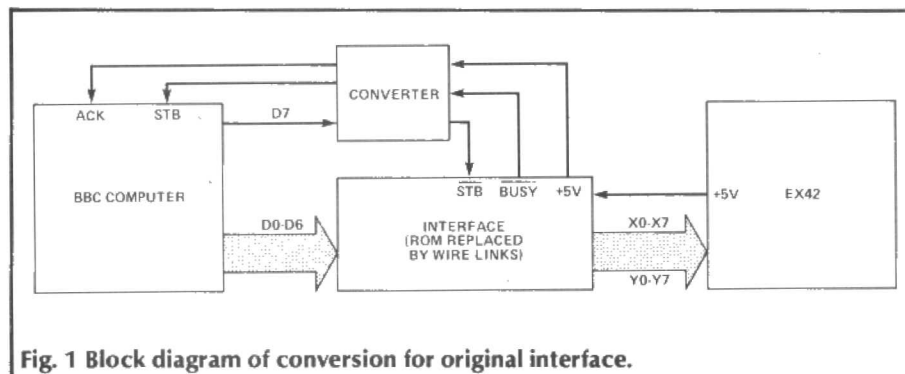 CONVERTER
ACK
STB
D7
BBC COMPUTER
STB
BUSY
+5V
+5V
EX42
D0-D6
INTERFACE
(ROM REPLACED
BY WIRE LINKS)
X0-X7
Y0-Y7
Fig. 1 Block diagram of conversion for original interface.